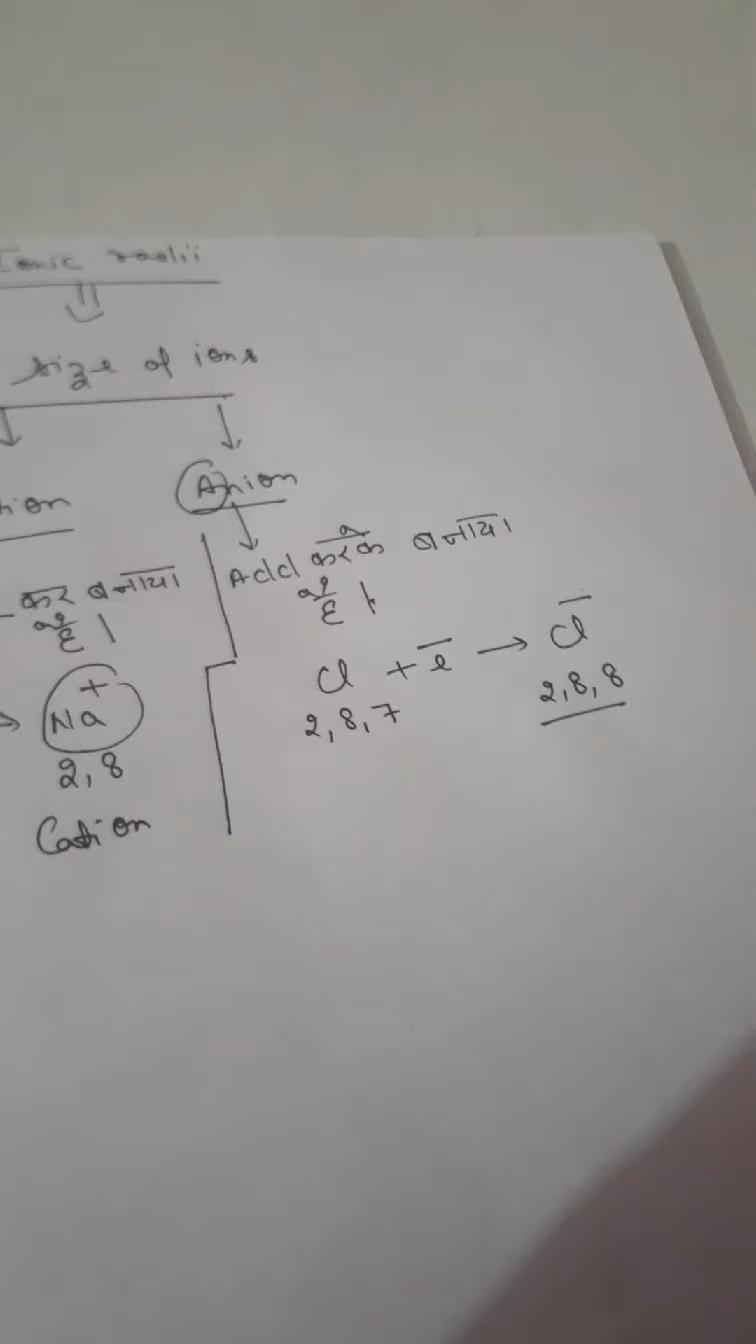 Ionic radii
size of ions
Anion
कर बनाया
है।
Na+
2, 8
Cation
Add करके बनाया
है।
Cl + e- → Cl-
2, 8, 7
2, 8, 8